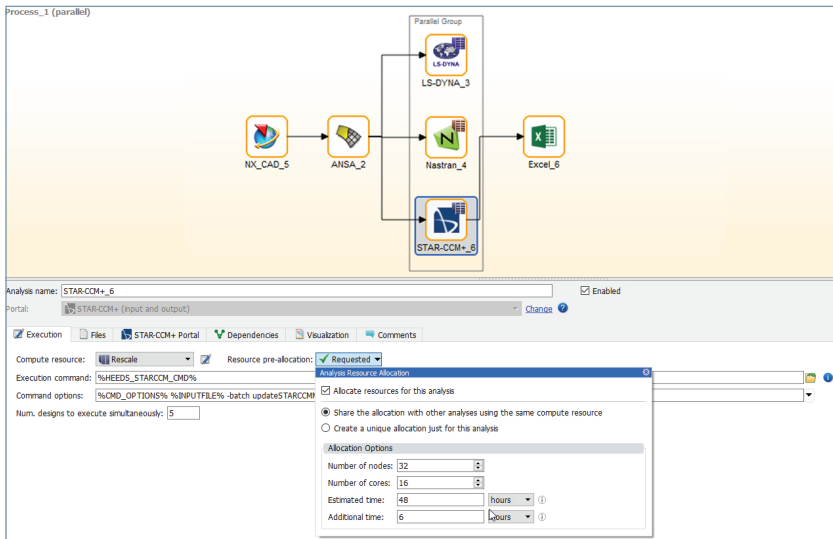 Process_1 (parallel)
Parallel Group
LS-DYNA
LS-DYNA_3
NX_CAD_5
ANSA_2
Nastran_4
Excel_6
STAR-CCM+_6
Analysis name: STAR-CCM+_6
Enabled
Portal: STAR-CCM+ (input and output) Change
Execution Files STAR-CCM+ Portal Dependencies Visualization Comments
Compute resource: Rescale Resource pre-allocation: Requested
Analysis Resource Allocation
Execution command: %HEEDS_STARCCM_CMD%
Allocate resources for this analysis
Command options: %CMD_OPTIONS% %INPUTFILE% -batch updateSTARCCM
Share the allocation with other analyses using the same compute resource
Num. designs to execute simultaneously: 5
Create a unique allocation just for this analysis
Allocation Options
Number of nodes: 32
Number of cores: 16
Estimated time: 48 hours
Additional time: 6 hours